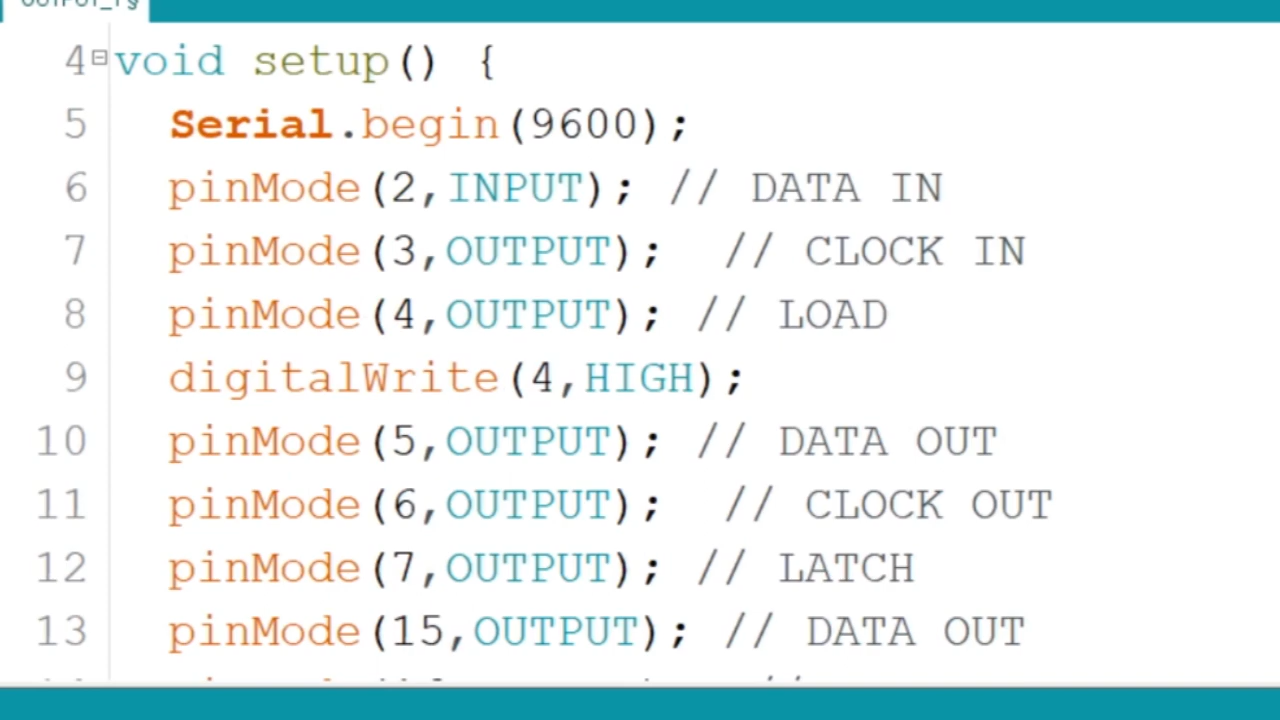 4 void setup() {
5 Serial.begin(9600);
6 pinMode(2,INPUT); // DATA IN
7 pinMode(3,OUTPUT);  // CLOCK IN
8 pinMode(4,OUTPUT); // LOAD
9 digitalWrite(4,HIGH);
10 pinMode(5,OUTPUT); // DATA OUT
11 pinMode(6,OUTPUT);  // CLOCK OUT
12 pinMode(7,OUTPUT); // LATCH
13 pinMode(15,OUTPUT); // DATA OUT